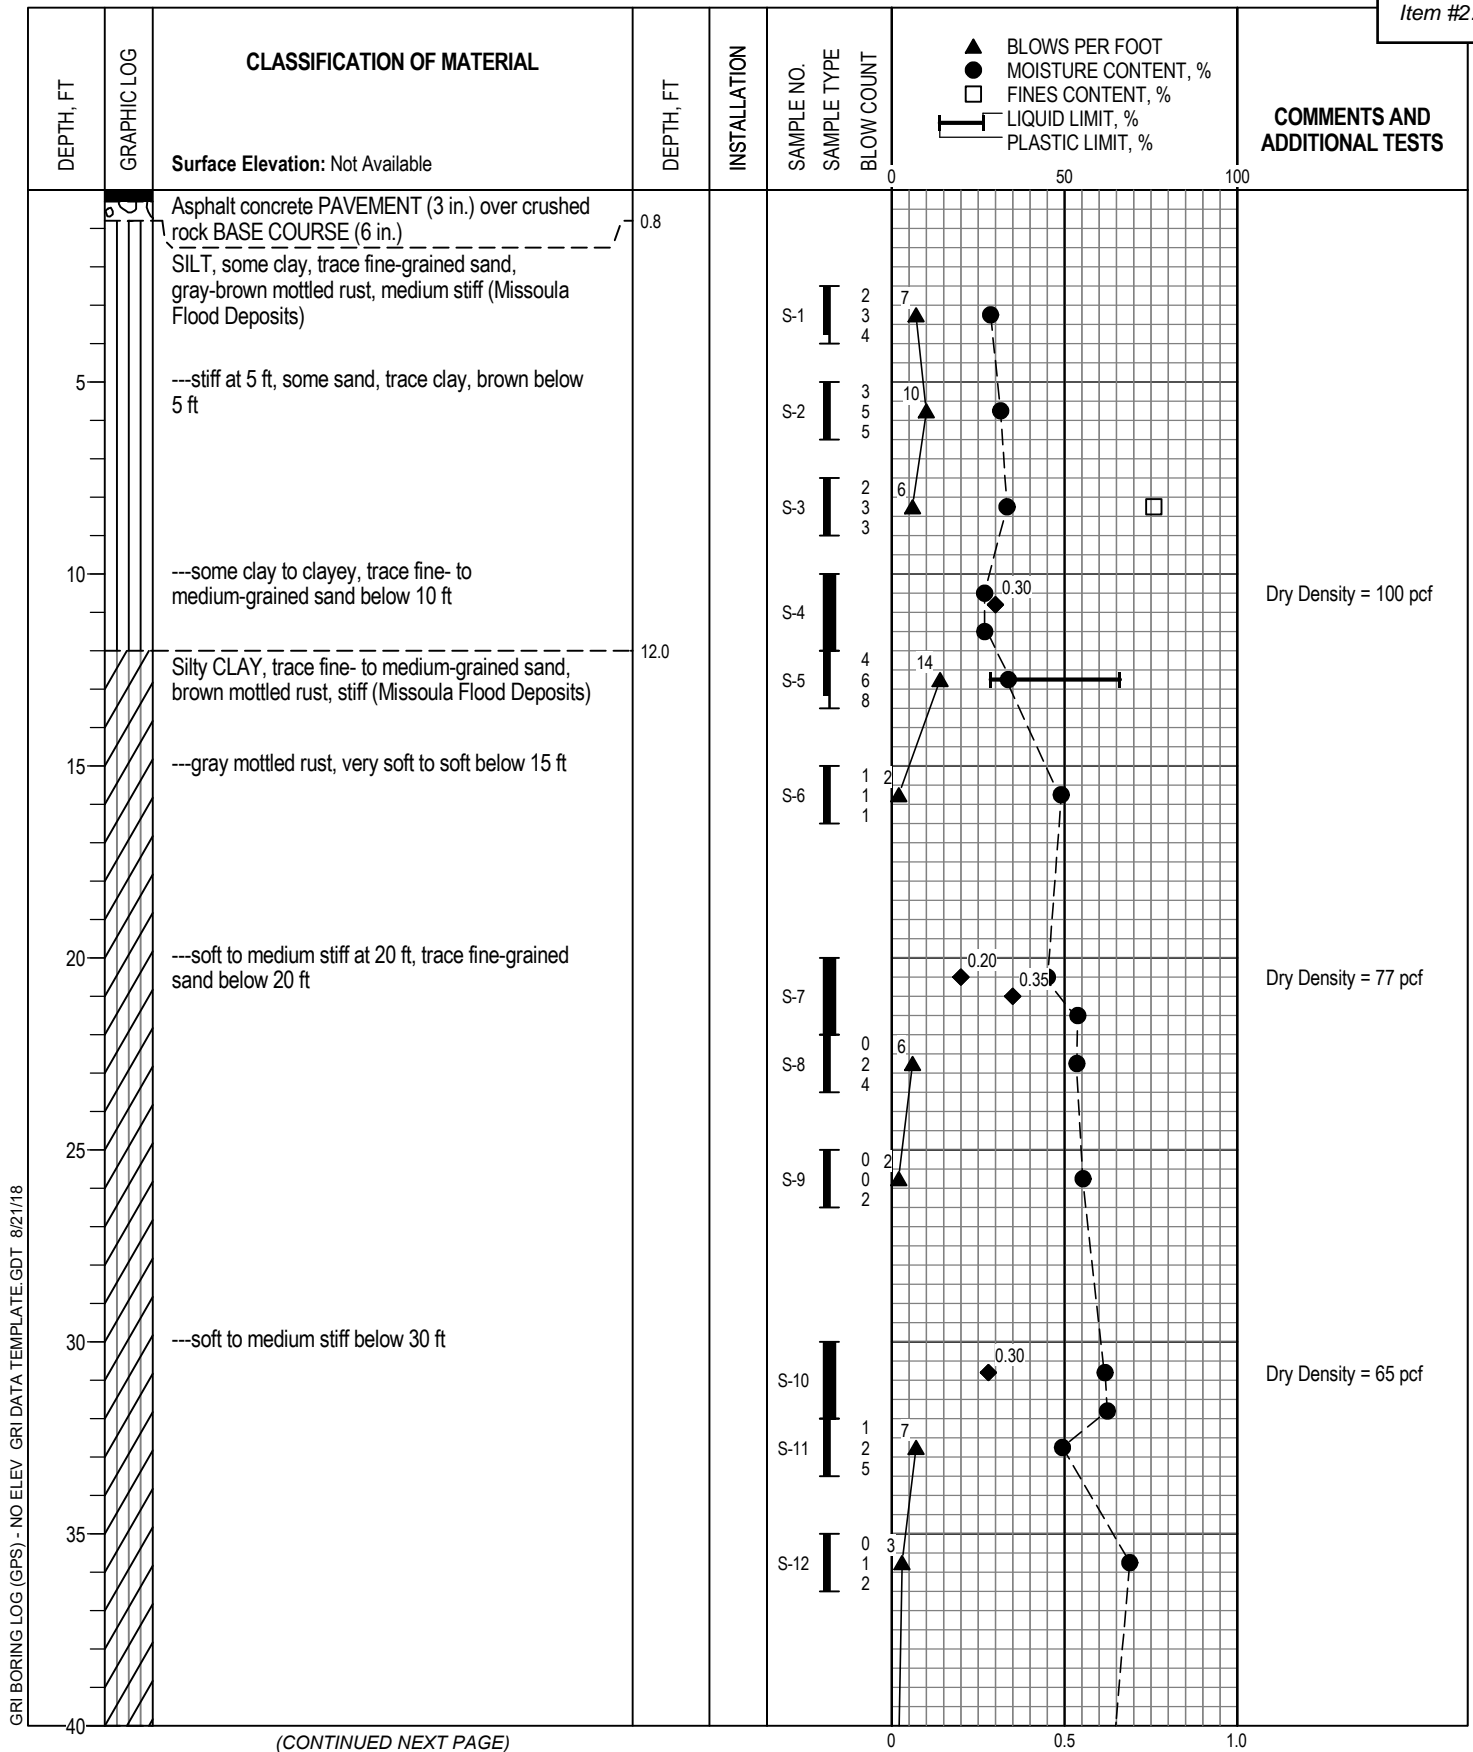 Item #2.
DEPTH, FT
GRAPHIC LOG
CLASSIFICATION OF MATERIAL
Surface Elevation: Not Available
DEPTH, FT
INSTALLATION
SAMPLE NO.
SAMPLE TYPE
BLOW COUNT
BLOWS PER FOOT
MOISTURE CONTENT, %
FINES CONTENT, %
LIQUID LIMIT, %
PLASTIC LIMIT, %
COMMENTS AND
ADDITIONAL TESTS
0 50 100
Asphalt concrete PAVEMENT (3 in.) over crushed
rock BASE COURSE (6 in.)
0.8
SILT, some clay, trace fine-grained sand,
gray-brown mottled rust, medium stiff (Missoula
Flood Deposits)
S-1
2
3
4
7
5
---stiff at 5 ft, some sand, trace clay, brown below
5 ft
S-2
3
5
5
10
S-3
2
3
3
6
10
---some clay to clayey, trace fine- to
medium-grained sand below 10 ft
S-4
0.30
Dry Density = 100 pcf
12.0
Silty CLAY, trace fine- to medium-grained sand,
brown mottled rust, stiff (Missoula Flood Deposits)
S-5
4
6
8
14
15
---gray mottled rust, very soft to soft below 15 ft
S-6
1
1
1
2
20
---soft to medium stiff at 20 ft, trace fine-grained
sand below 20 ft
S-7
0.20
0.35
Dry Density = 77 pcf
S-8
0
2
4
6
25
S-9
0
0
2
2
30
---soft to medium stiff below 30 ft
S-10
0.30
Dry Density = 65 pcf
S-11
1
2
5
7
35
S-12
0
1
2
3
40
(CONTINUED NEXT PAGE)
0 0.5 1.0
GRI BORING LOG (GPS) - NO ELEV GRI DATA TEMPLATE.GDT 8/21/18